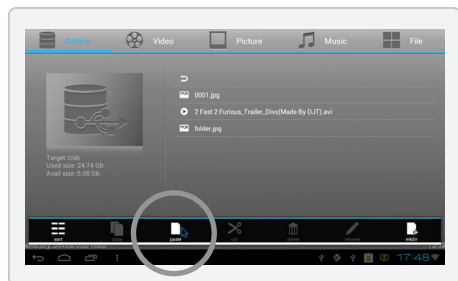 Device Video Picture Music File
0001.jpg
2 Fast 2 Furious_Trailer_Divx(Made By DJT).avi
folder.jpg
Target :Usb
Used size :24.74 Gb
Avail size :5.08 Gb
sort copy paste cut delete rename mkdir
17:48